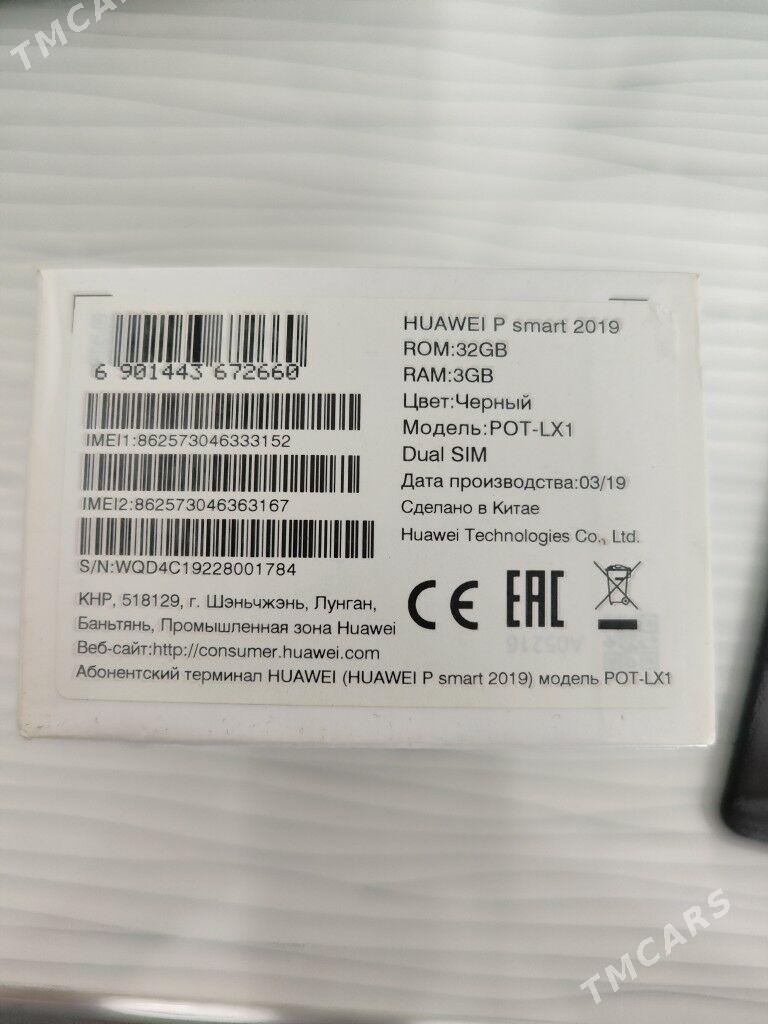 TMCARS
6 901443 672660
IMEI1:862573046333152
IMEI2:862573046363167
S/N:WQD4C19228001784
HUAWEI P smart 2019
ROM:32GB
RAM:3GB
Цвет:Черный
Модель:POT-LX1
Dual SIM
Дата производства:03/19
Сделано в Китае
Huawei Technologies Co., Ltd.
КНР, 518129, г. Шэньчжэнь, Лунган,
Баньтянь, Промышленная зона Huawei
Веб-сайт:http://consumer.huawei.com
CE EAC
A05216
Абонентский терминал HUAWEI (HUAWEI P smart 2019) модель POT-LX1
TMCARS